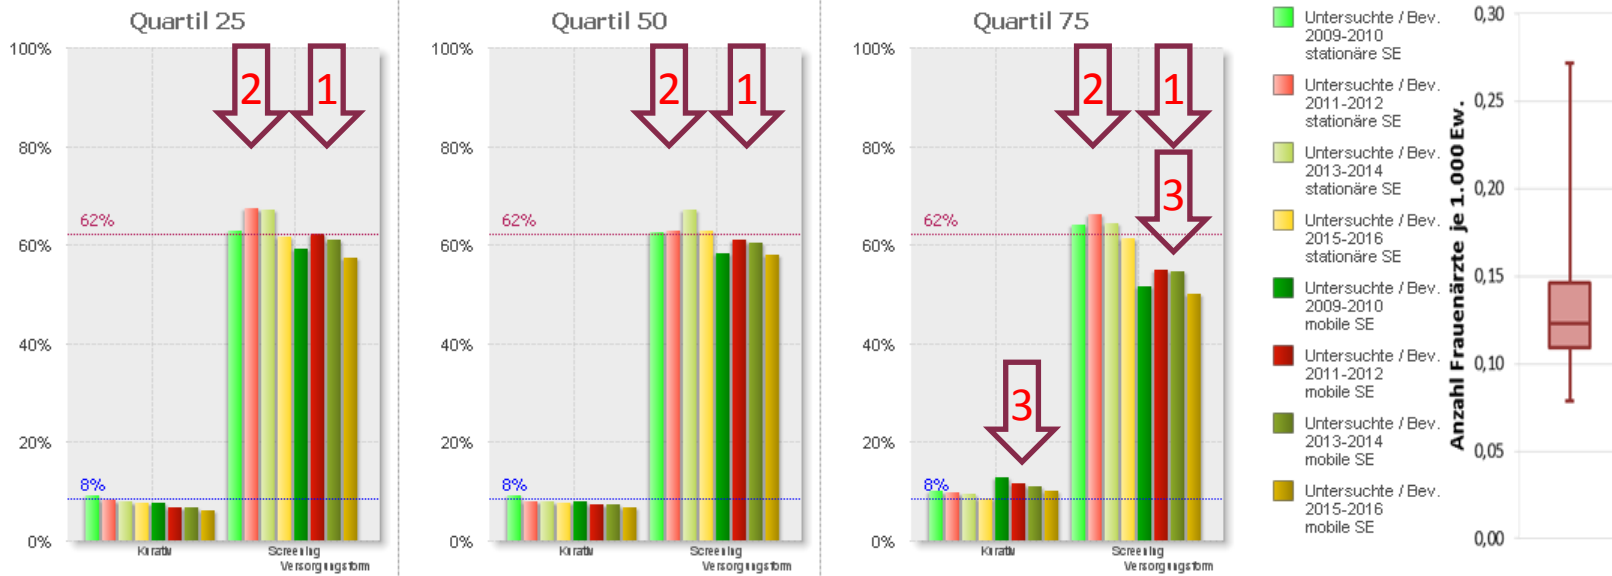 Quartil 25
100%
80%
60%
40%
20%
0%
62%
8%
2
1
Kurativ
Screening
Versorgungsform
Quartil 50
100%
80%
60%
40%
20%
0%
62%
8%
2
1
Kurativ
Screening
Versorgungsform
Quartil 75
100%
80%
60%
40%
20%
0%
62%
8%
2
1
3
3
Kurativ
Screening
Versorgungsform
Untersuchte / Bev.
2009-2010
stationäre SE
Untersuchte / Bev.
2011-2012
stationäre SE
Untersuchte / Bev.
2013-2014
stationäre SE
Untersuchte / Bev.
2015-2016
stationäre SE
Untersuchte / Bev.
2009-2010
mobile SE
Untersuchte / Bev.
2011-2012
mobile SE
Untersuchte / Bev.
2013-2014
mobile SE
Untersuchte / Bev.
2015-2016
mobile SE
Anzahl Frauenärzte je 1.000 Ew.
0,30
0,25
0,20
0,15
0,10
0,05
0,00